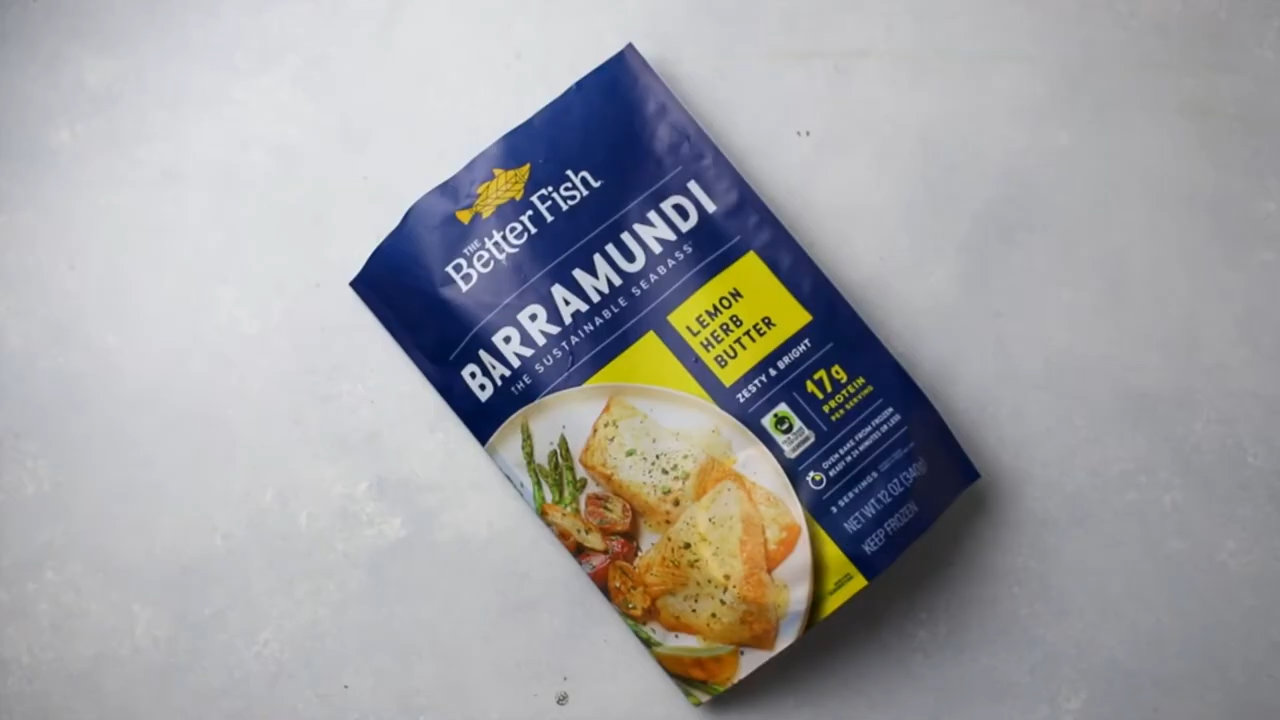 THE
Better Fish
BARRAMUNDI
THE SUSTAINABLE SEABASS
LEMON
HERB
BUTTER
ZESTY & BRIGHT
17g
PROTEIN
PER SERVING
OVEN BAKE FROM FROZEN
READY IN 25 MINUTES OR LESS
3 SERVINGS
NET WT. 12 OZ (340g)
KEEP FROZEN